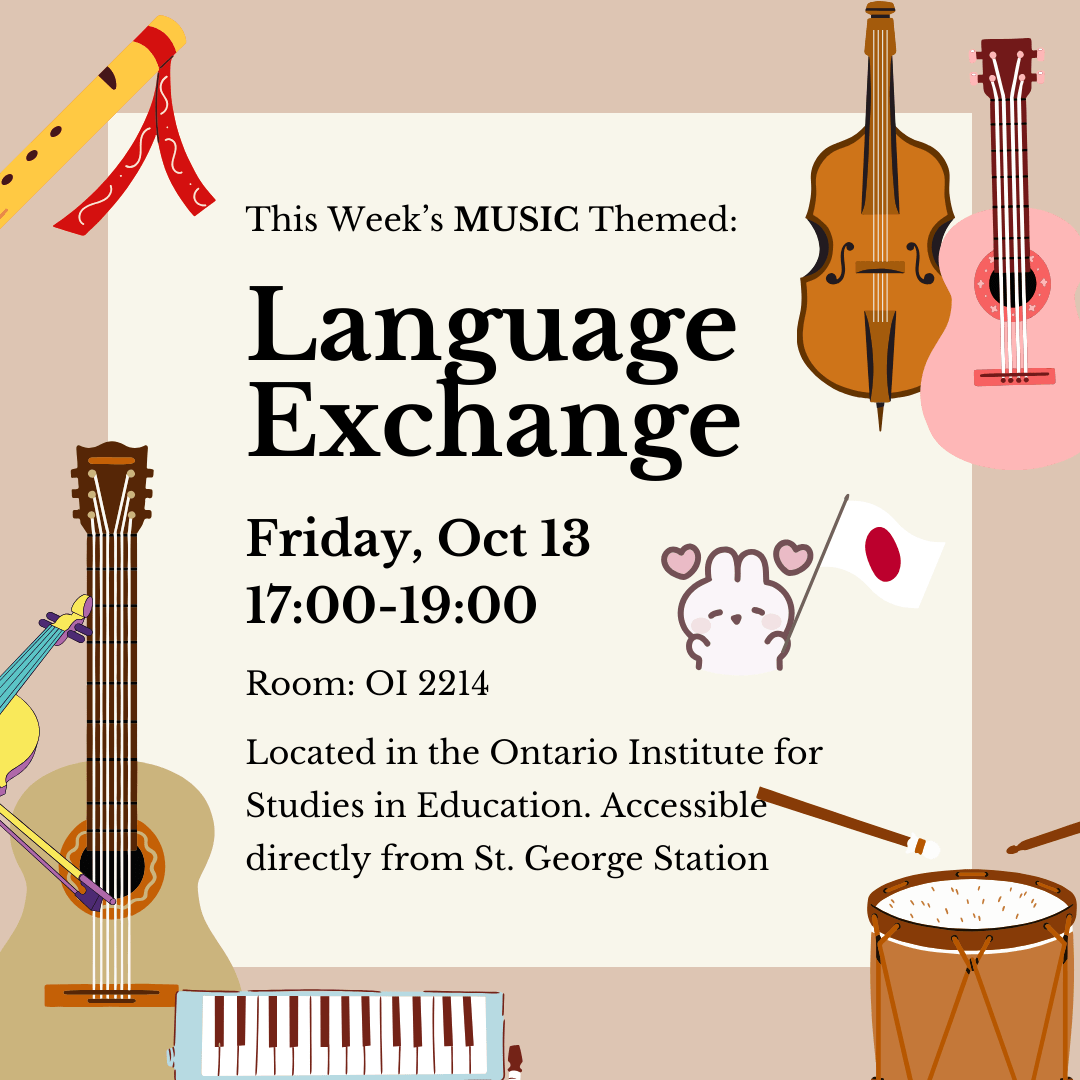 This Week’s MUSIC Themed:
Language
Exchange
Friday, Oct 13
17:00-19:00
Room: OI 2214
Located in the Ontario Institute for
Studies in Education. Accessible
directly from St. George Station